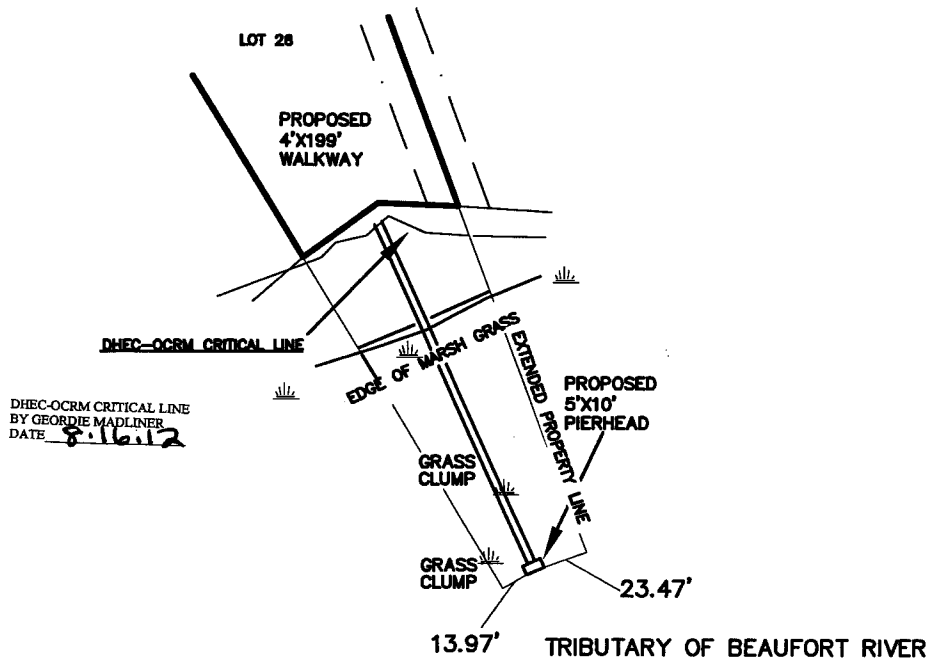 LOT 28
PROPOSED
4'X199'
WALKWAY
DHEC-OCRM CRITICAL LINE
EDGE OF MARSH GRASS
EXTENDED PROPERTY LINE
PROPOSED
5'X10'
PIERHEAD
DHEC-OCRM CRITICAL LINE
BY GEORDIE MADLINER
DATE 8.16.12
GRASS
CLUMP
GRASS
CLUMP
23.47'
13.97'
TRIBUTARY OF BEAUFORT RIVER